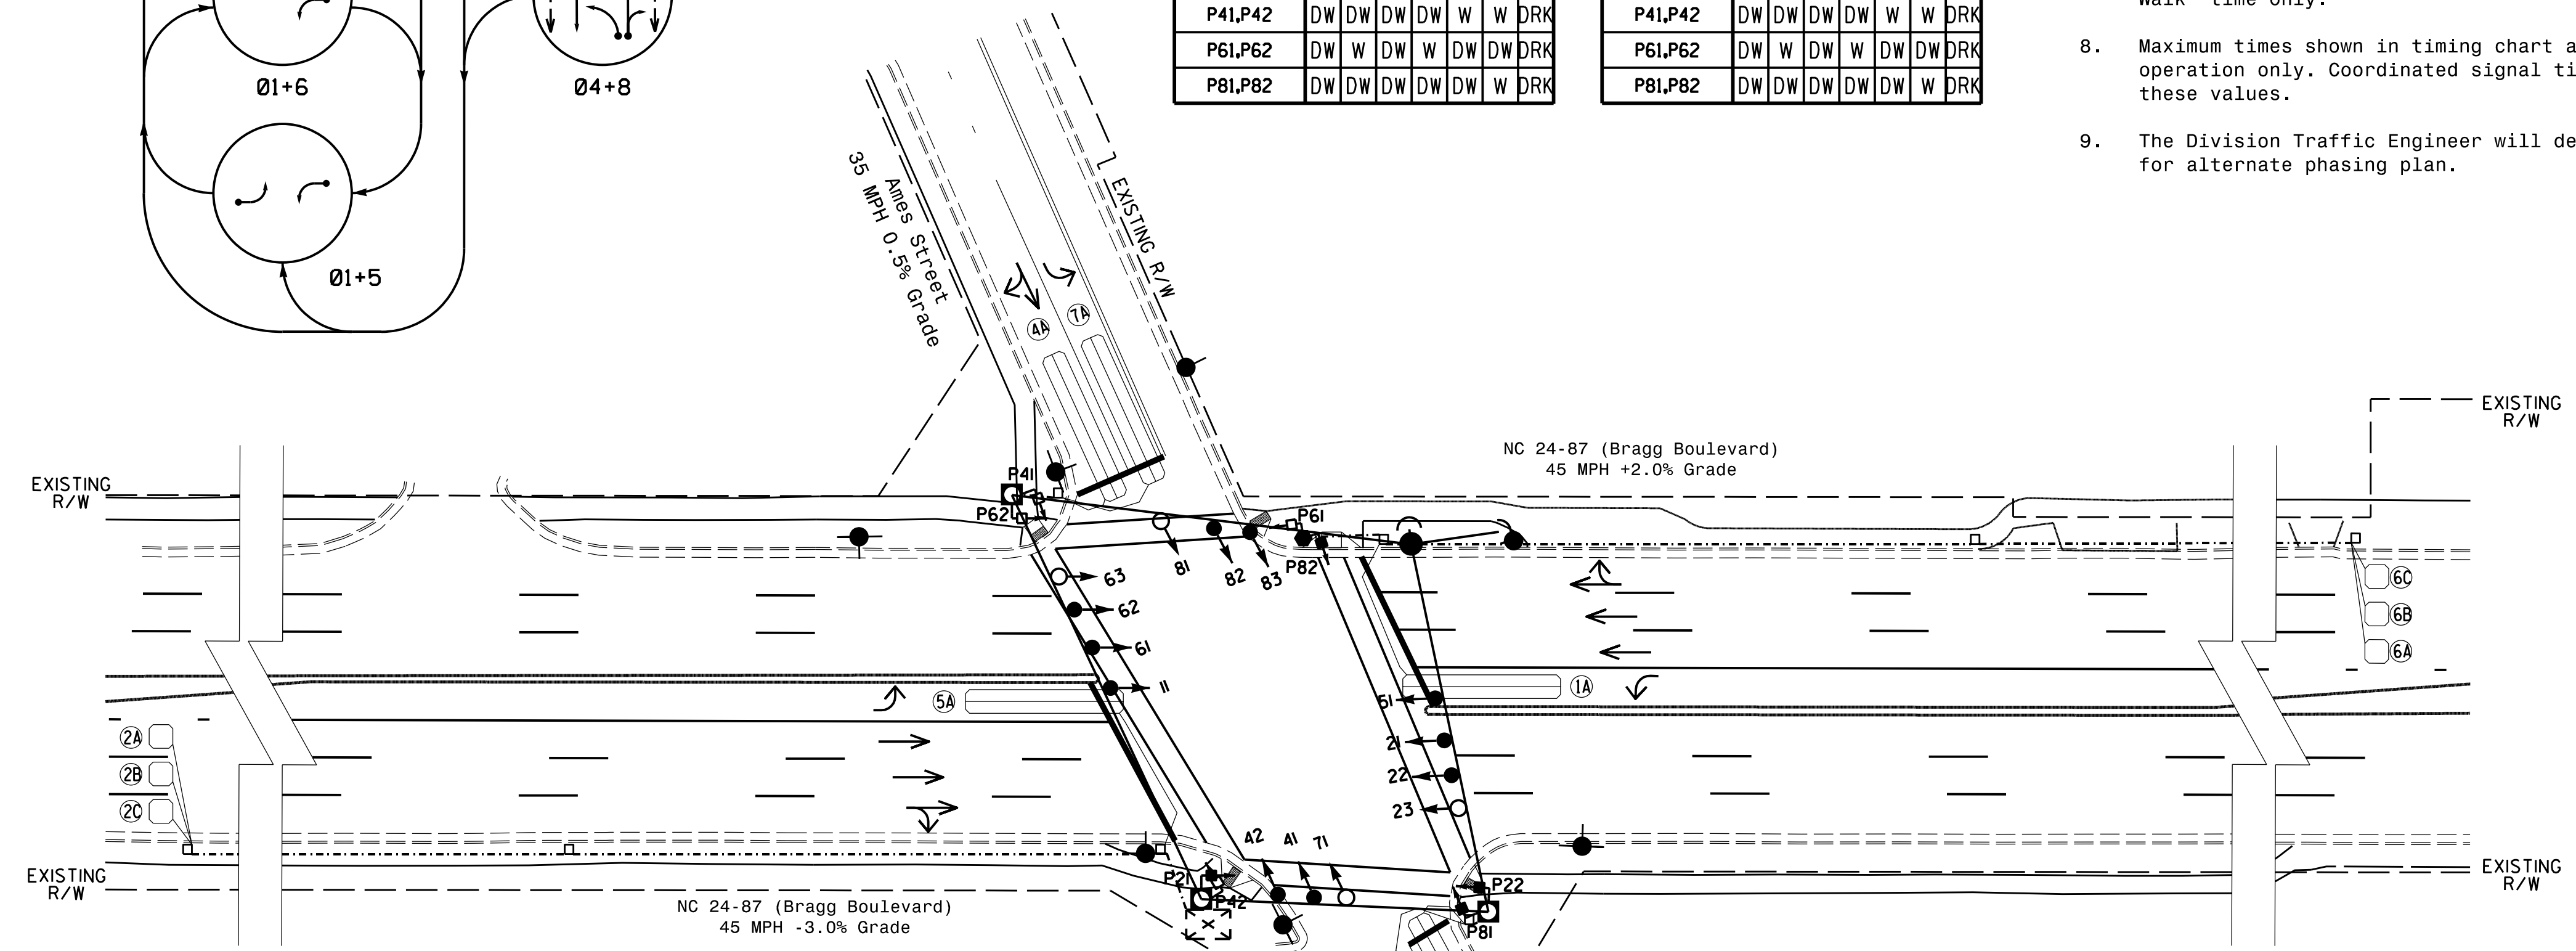 Ø1+6
Ø4+8
Ø1+5
P41,P42 DW DW DW DW W W DRK
P61,P62 DW W DW W DW DW DRK
P81,P82 DW DW DW DW DW W DRK
P41,P42 DW DW DW DW W W DRK
P61,P62 DW W DW W DW DW DRK
P81,P82 DW DW DW DW DW W DRK
Walk" time only.
8. Maximum times shown in timing chart a
operation only. Coordinated signal ti
these values.
9. The Division Traffic Engineer will de
for alternate phasing plan.
Ames Street
35 MPH 0.5% Grade
EXISTING R/W
4A
7A
EXISTING
R/W
NC 24-87 (Bragg Boulevard)
45 MPH +2.0% Grade
EXISTING
R/W
P41
P62
P61
P82
81
82
83
63
62
61
11
6C
6B
6A
5A
1A
51
21
22
23
2A
2B
2C
42
41
71
P21
P42
P22
P81
EXISTING
R/W
NC 24-87 (Bragg Boulevard)
45 MPH -3.0% Grade
EXISTING
R/W